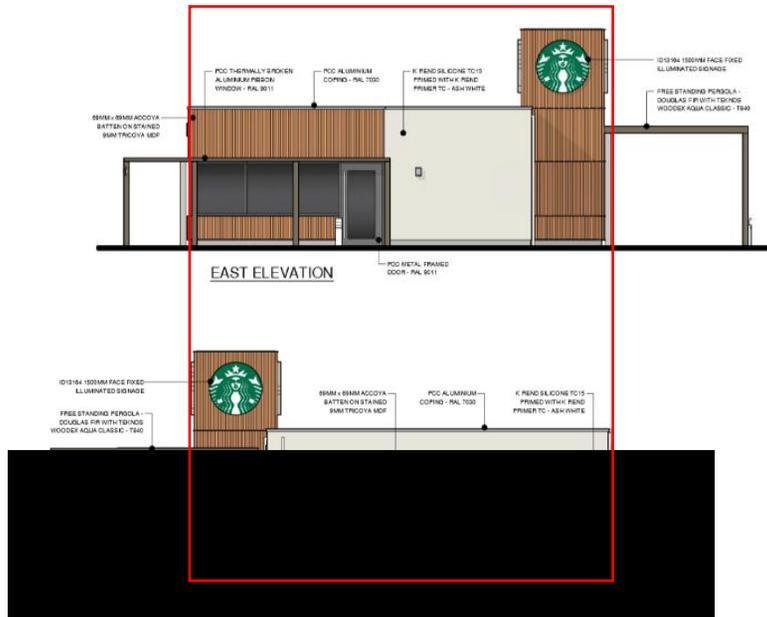 PCC THERMALLY BROKEN
ALUMINIUM RIBBON
WINDOW - RAL 9011
PCC ALUMINIUM
COPING - RAL 7030
K REND SILICONE TC15
PRIMED WITH K REND
PRIMER TC - ASH WHITE
ID13164 1500MM FACE FIXED
ILLUMINATED SIGNAGE
FREE STANDING PERGOLA -
DOUGLAS FIR WITH TEKNOS
WOODEX AQUA CLASSIC - T840
69MM x 69MM ACCOYA
BATTEN ON STAINED
9MM TRICOYA MDF
EAST ELEVATION
PCC METAL FRAMED
DOOR - RAL 9011
ID13164 1500MM FACE FIXED
ILLUMINATED SIGNAGE
FREE STANDING PERGOLA -
DOUGLAS FIR WITH TEKNOS
WOODEX AQUA CLASSIC - T840
69MM x 69MM ACCOYA
BATTEN ON STAINED
9MM TRICOYA MDF
PCC ALUMINIUM
COPING - RAL 7030
K REND SILICONE TC15
PRIMED WITH K REND
PRIMER TC - ASH WHITE